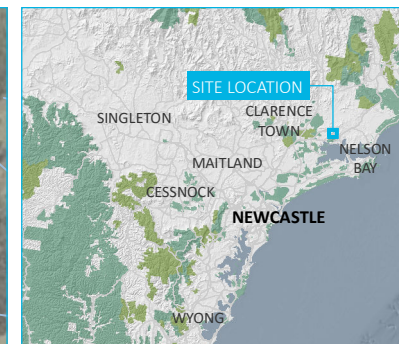 SITE LOCATION
SINGLETON
CLARENCE
TOWN
NELSON
BAY
MAITLAND
CESSNOCK
NEWCASTLE
WYONG